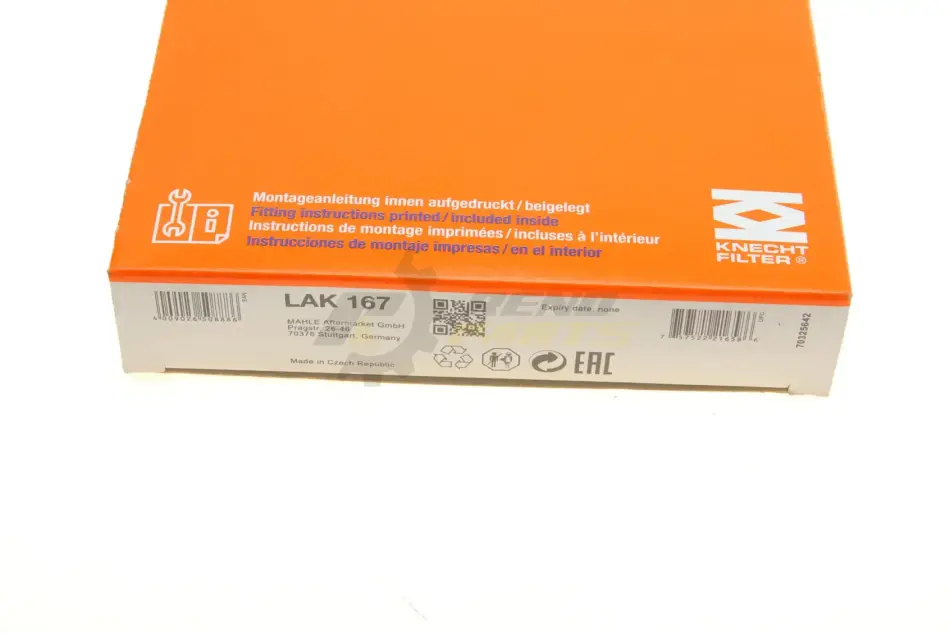 Montageanleitung innen aufgedruckt/beigelegt
Fitting instructions printed/included inside
Instructions de montage imprimées/incluses à l'intérieur
Instrucciones de montaje impresas/en el interior
KNECHT
FILTER®
LAK 167
MAHLE Aftermarket GmbH
Pragstr. 26-46
70376 Stuttgart, Germany
Made in Czech Republic
Expiry date: none
EAC
EAN
UPC
70325642